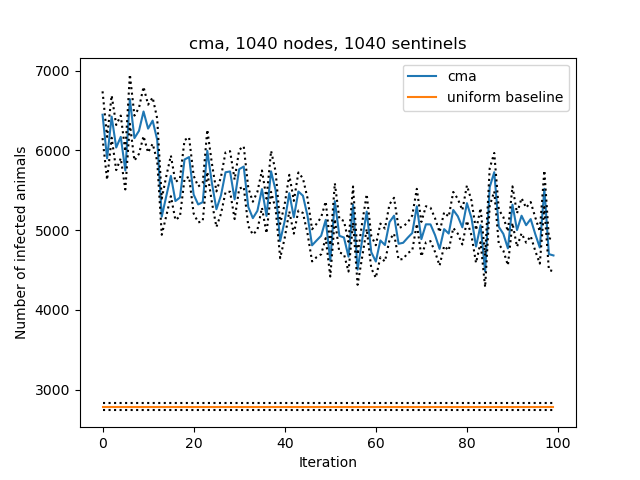 cma, 1040 nodes, 1040 sentinels
cma
uniform baseline
Number of infected animals
7000
6000
5000
4000
3000
0 20 40 60 80 100
Iteration